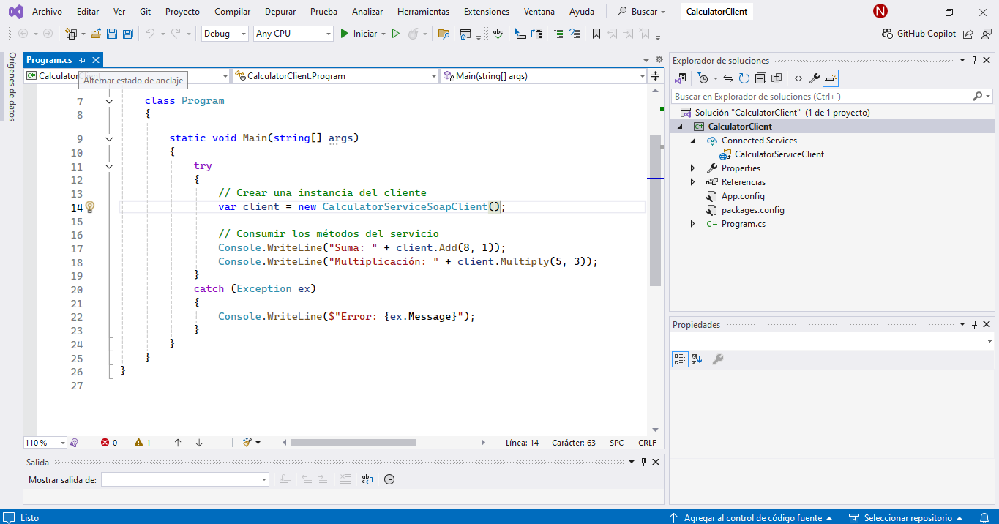 Archivo Editar Ver Git Proyecto Compilar Depurar Prueba Analizar Herramientas Extensiones Ventana Ayuda Buscar CalculatorClient N
Debug Any CPU Iniciar GitHub Copilot
Orígenes de datos
Program.cs
CalculatorClient CalculatorClient.Program Main(string[] args)
Alternar estado de anclaje
7 class Program
8 {
9 static void Main(string[] args)
10 {
11 try
12 {
13 // Crear una instancia del cliente
14 var client = new CalculatorServiceSoapClient();
15
16 // Consumir los métodos del servicio
17 Console.WriteLine("Suma: " + client.Add(8, 1));
18 Console.WriteLine("Multiplicación: " + client.Multiply(5, 3));
19 }
20 catch (Exception ex)
21 {
22 Console.WriteLine($"Error: {ex.Message}");
23 }
24 }
25 }
26 }
27
110 % 0 1 Línea: 14 Carácter: 63 SPC CRLF
Salida
Mostrar salida de:
Explorador de soluciones
Buscar en Explorador de soluciones (Ctrl+´)
Solución "CalculatorClient" (1 de 1 proyecto)
C# CalculatorClient
Connected Services
CalculatorServiceClient
Properties
Referencias
App.config
packages.config
C# Program.cs
Propiedades
Listo Agregar al control de código fuente Seleccionar repositorio